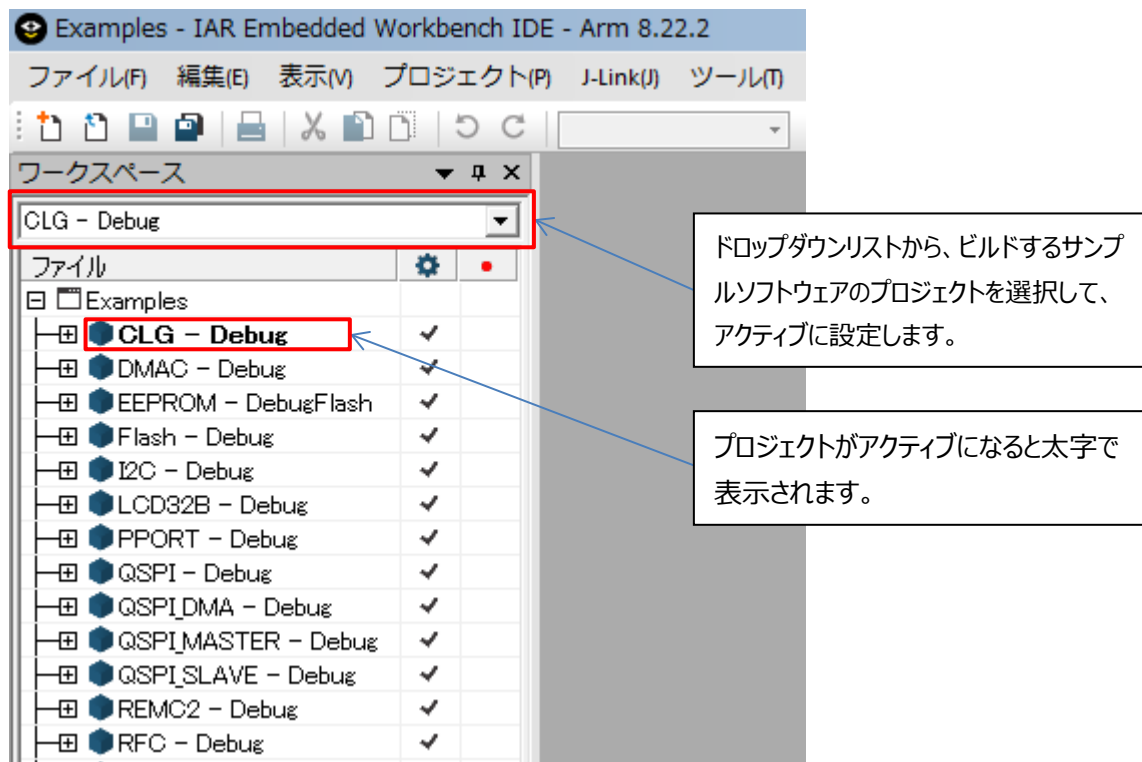 Examples - IAR Embedded Workbench IDE - Arm 8.22.2
ファイル(F) 編集(E) 表示(V) プロジェクト(P) J-Link(J) ツール(T)
ワークスペース
CLG - Debug
ファイル
Examples
CLG - Debug
DMAC - Debug
EEPROM - DebugFlash
Flash - Debug
I2C - Debug
LCD32B - Debug
PPORT - Debug
QSPI - Debug
QSPI_DMA - Debug
QSPI_MASTER - Debug
QSPI_SLAVE - Debug
REMC2 - Debug
RFC - Debug
ドロップダウンリストから、ビルドするサンプ
ルソフトウェアのプロジェクトを選択して、
アクティブに設定します。
プロジェクトがアクティブになると太字で
表示されます。